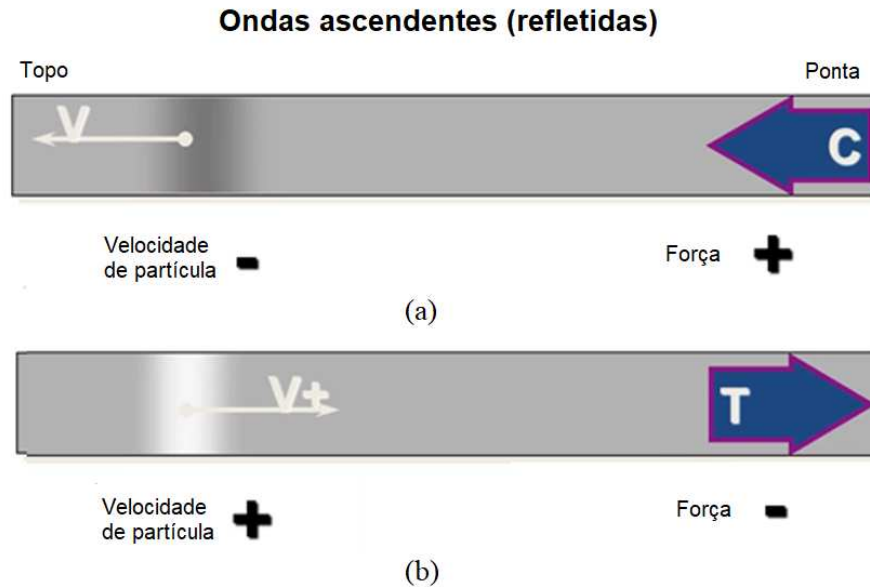 Ondas ascendentes (refletidas)
Topo
Ponta
V
C
Velocidade
de partícula -
Força +
(a)
V+
T
Velocidade
de partícula +
Força -
(b)